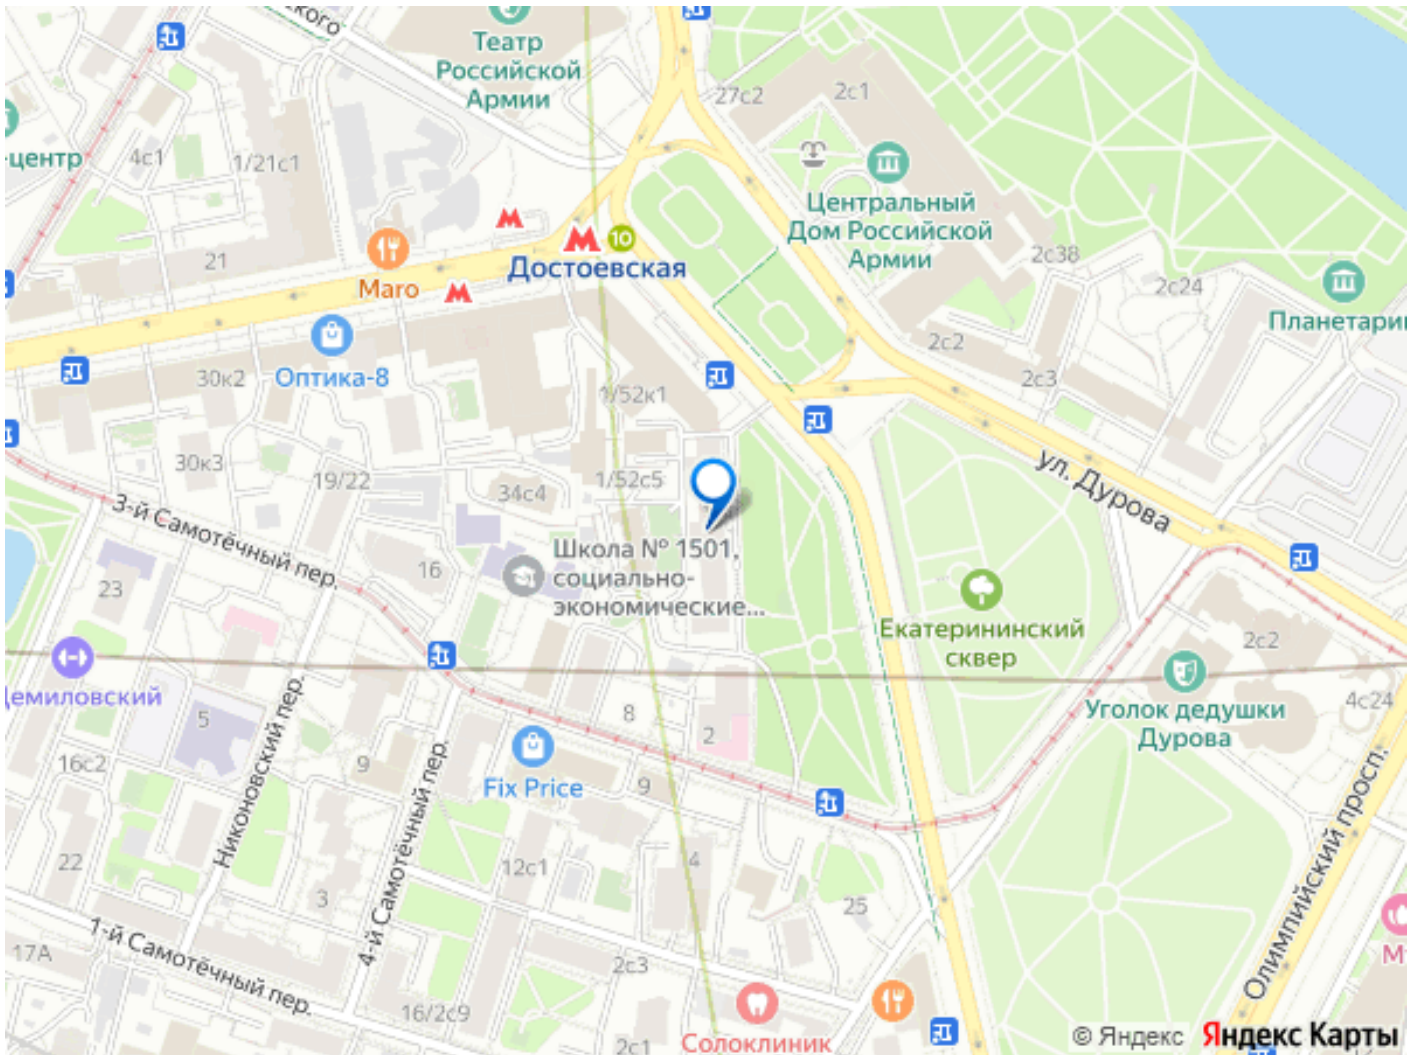 Театр
Российской
Армии
27с2
2с1
-центр
4с1
1/21с1
Центральный
Дом Российской
Армии
10
Достоевская
21
Maro
2с38
2с24
Планетари
Оптика-8
30к2
1/52к1
2с2
2с3
30к3
19/22
34с4
1/52с5
ул. Дурова
3-й Самотёчный пер.
Школа № 1501,
социально-
экономические...
16
23
Екатерининский
сквер
2с2
Демиловский
5
Никоновский пер.
8
2
Уголок дедушки
Дурова
4с24
16с2
9
4-й Самотёчный пер.
Fix Price
9
Олимпийский просп.
22
12с1
4
3
25
17А
1-й Самотёчный пер.
2с3
16/2с9
2с1
Солоклиник
© Яндекс
Яндекс Карты